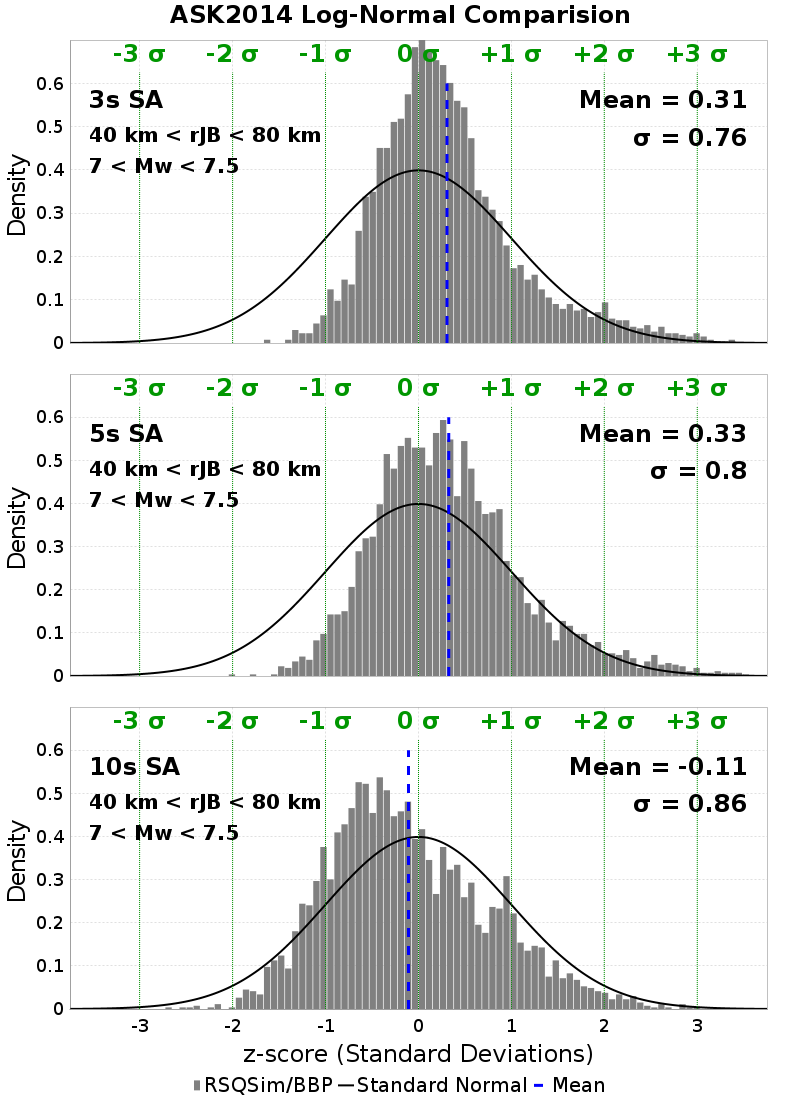 ASK2014 Log-Normal Comparision
-3 σ -2 σ -1 σ 0 σ +1 σ +2 σ +3 σ
0.6
3s SA Mean = 0.31
0.5
40 km < rJB < 80 km σ = 0.76
7 < Mw < 7.5
0.4
0.3
0.2
0.1
0
Density
-3 σ -2 σ -1 σ 0 σ +1 σ +2 σ +3 σ
0.6
5s SA Mean = 0.33
0.5
40 km < rJB < 80 km σ = 0.8
7 < Mw < 7.5
0.4
0.3
0.2
0.1
0
Density
-3 σ -2 σ -1 σ 0 σ +1 σ +2 σ +3 σ
0.6
10s SA Mean = -0.11
0.5
40 km < rJB < 80 km σ = 0.86
7 < Mw < 7.5
0.4
0.3
0.2
0.1
0
Density
-3 -2 -1 0 1 2 3
z-score (Standard Deviations)
RSQSim/BBP Standard Normal Mean